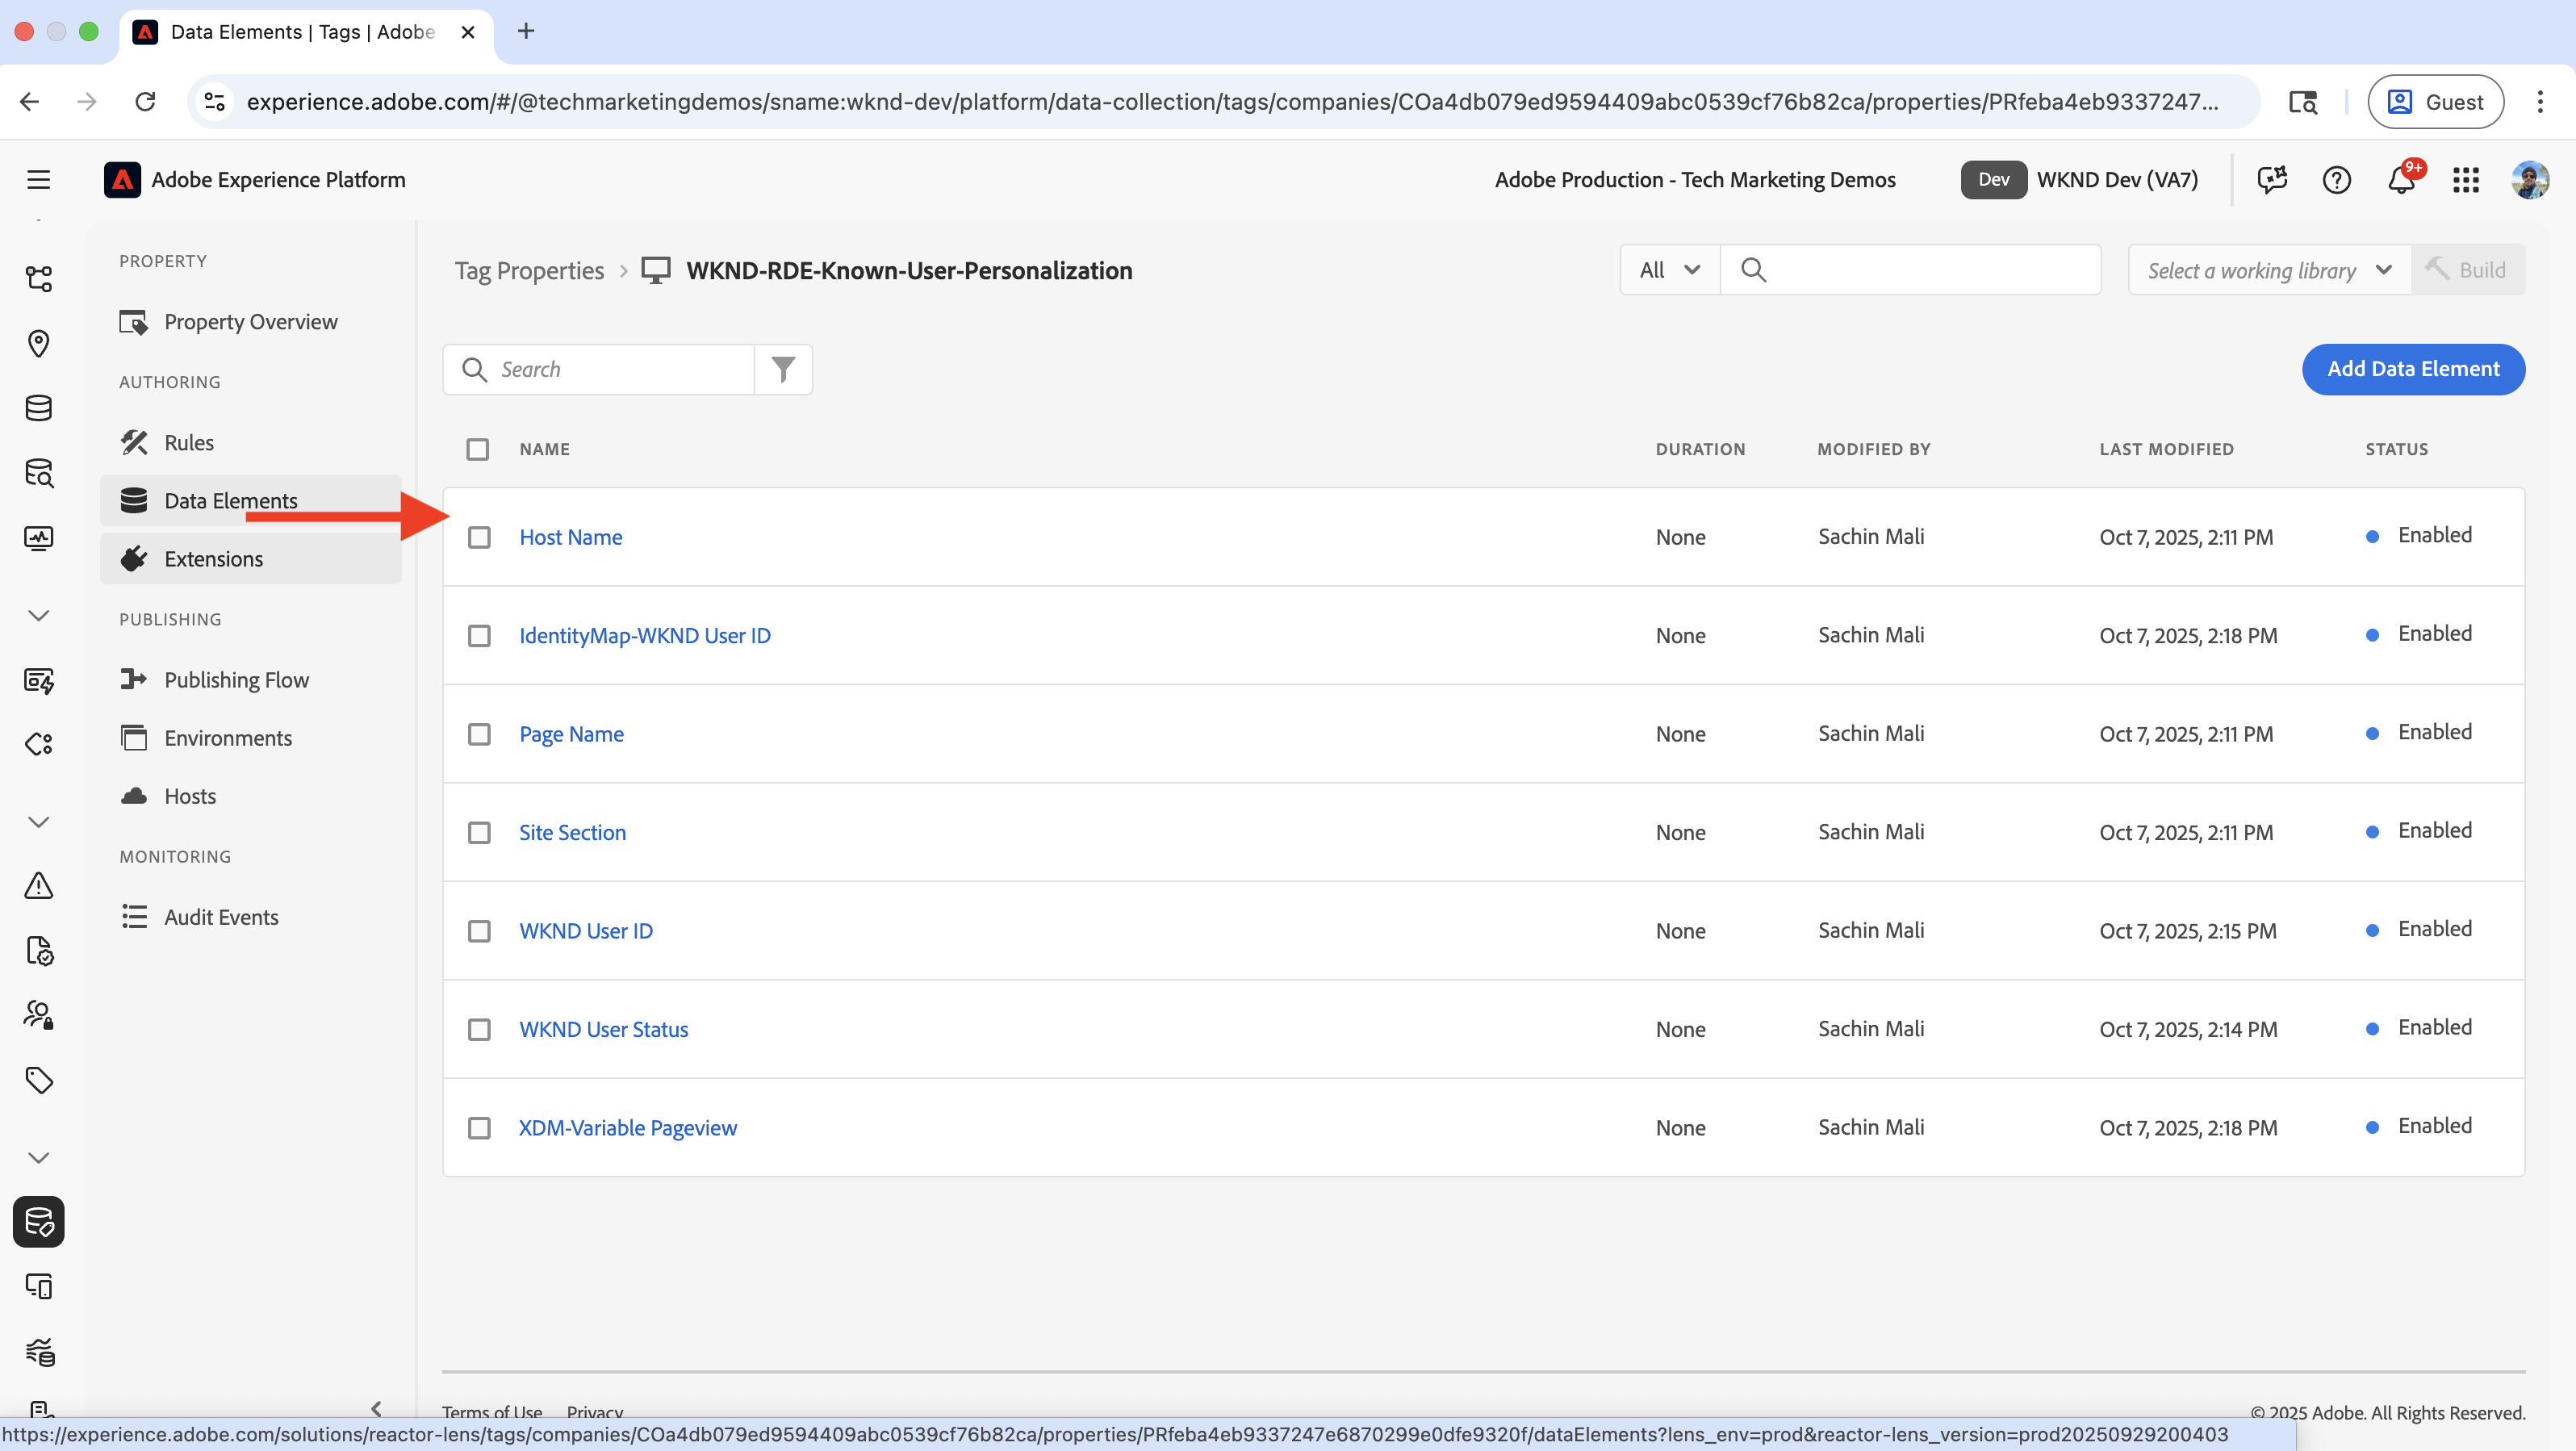 Data Elements | Tags | Adobe
experience.adobe.com/#/@techmarketingdemos/sname:wknd-dev/platform/data-collection/tags/companies/COa4db079ed9594409abc0539cf76b82ca/properties/PRfeba4eb9337247...
Guest
Adobe Experience Platform
Adobe Production - Tech Marketing Demos
Dev
WKND Dev (VA7)
9+
PROPERTY
Property Overview
AUTHORING
Rules
Data Elements
Extensions
PUBLISHING
Publishing Flow
Environments
Hosts
MONITORING
Audit Events
Tag Properties > WKND-RDE-Known-User-Personalization
All
Select a working library
Build
Search
Add Data Element
NAME DURATION MODIFIED BY LAST MODIFIED STATUS
Host Name None Sachin Mali Oct 7, 2025, 2:11 PM Enabled
IdentityMap-WKND User ID None Sachin Mali Oct 7, 2025, 2:18 PM Enabled
Page Name None Sachin Mali Oct 7, 2025, 2:11 PM Enabled
Site Section None Sachin Mali Oct 7, 2025, 2:11 PM Enabled
WKND User ID None Sachin Mali Oct 7, 2025, 2:15 PM Enabled
WKND User Status None Sachin Mali Oct 7, 2025, 2:14 PM Enabled
XDM-Variable Pageview None Sachin Mali Oct 7, 2025, 2:18 PM Enabled
Terms of Use Privacy
© 2025 Adobe. All Rights Reserved.
https://experience.adobe.com/solutions/reactor-lens/tags/companies/COa4db079ed9594409abc0539cf76b82ca/properties/PRfeba4eb9337247e6870299e0dfe9320f/dataElements?lens_env=prod&reactor-lens_version=prod20250929200403